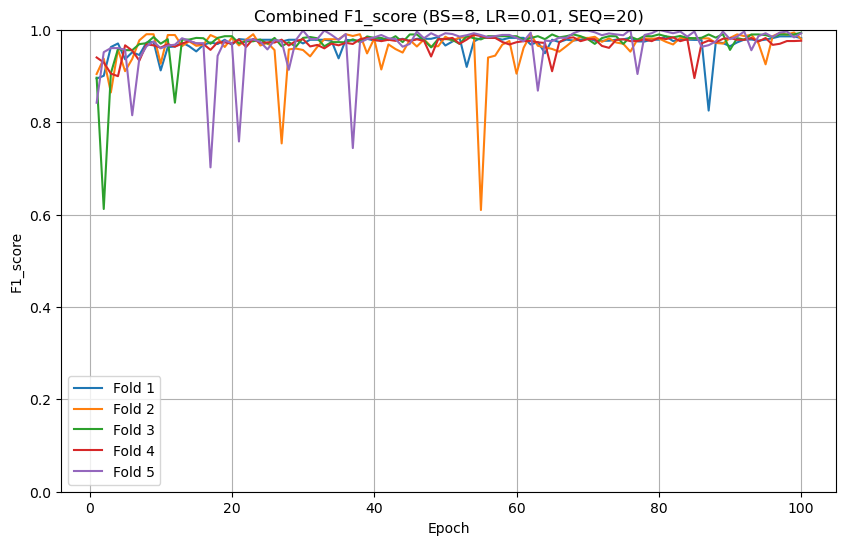 Combined F1_score (BS=8, LR=0.01, SEQ=20)
1.0
0.8
0.6
0.4
0.2
0.0
F1_score
Fold 1
Fold 2
Fold 3
Fold 4
Fold 5
0 20 40 60 80 100
Epoch